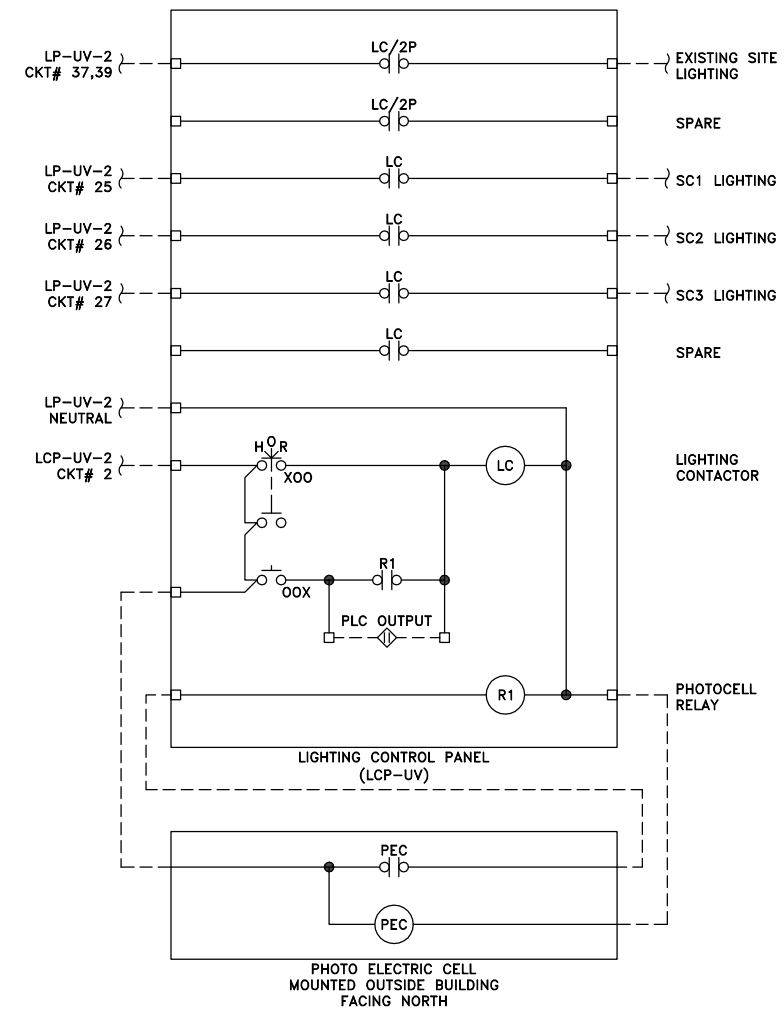 LC/2P
LP-UV-2
CKT# 37,39
EXISTING SITE
LIGHTING
LC/2P
SPARE
LC
LP-UV-2
CKT# 25
SC1 LIGHTING
LC
LP-UV-2
CKT# 26
SC2 LIGHTING
LC
LP-UV-2
CKT# 27
SC3 LIGHTING
LC
SPARE
LP-UV-2
NEUTRAL
H O R
LCP-UV-2
CKT# 2
XOO
LC
LIGHTING
CONTACTOR
R1
OOX
PLC OUTPUT
R1
PHOTOCELL
RELAY
LIGHTING CONTROL PANEL
(LCP-UV)
PEC
PEC
PHOTO ELECTRIC CELL
MOUNTED OUTSIDE BUILDING
FACING NORTH